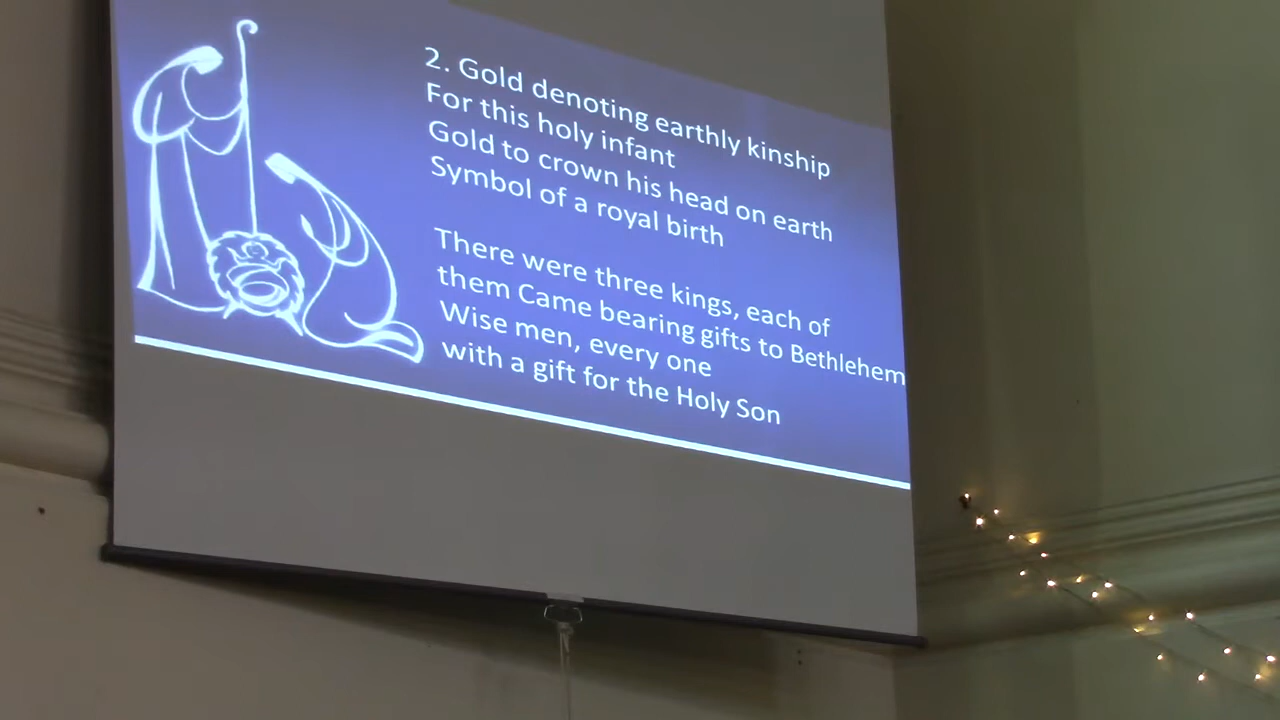 2. Gold denoting earthly kinship
For this holy infant
Gold to crown his head on earth
Symbol of a royal birth
There were three kings, each of
them Came bearing gifts to Bethlehem
Wise men, every one
with a gift for the Holy Son